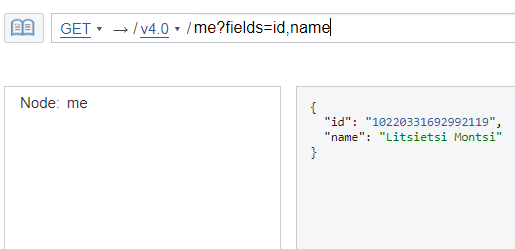 GET → / v4.0 / me?fields=id,name
Node: me
{
"id": "10220331692992119",
"name": "Litsietsi Montsi"
}